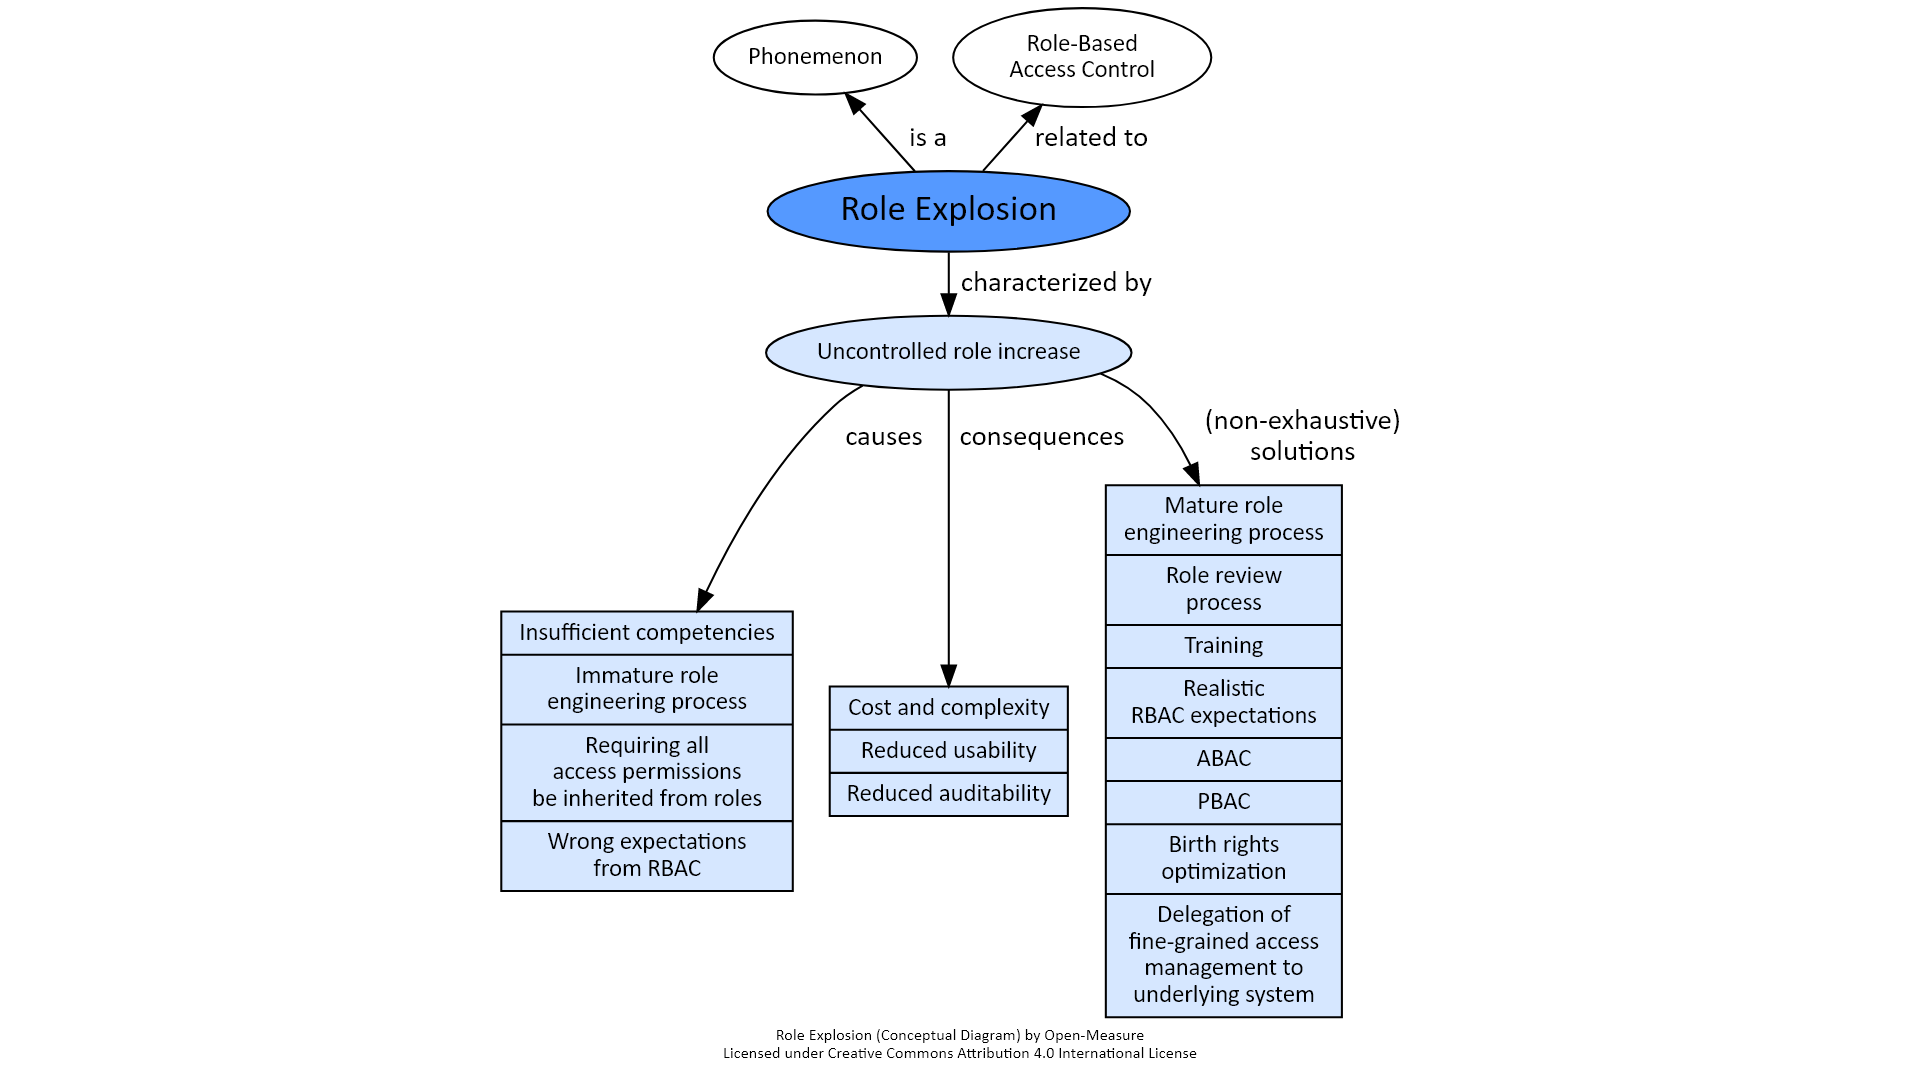 Phonemenon
Role-Based
Access Control
is a
related to
Role Explosion
characterized by
Uncontrolled role increase
causes
consequences
(non-exhaustive)
solutions
Insufficient competencies
Immature role
engineering process
Requiring all
access permissions
be inherited from roles
Wrong expectations
from RBAC
Cost and complexity
Reduced usability
Reduced auditability
Mature role
engineering process
Role review
process
Training
Realistic
RBAC expectations
ABAC
PBAC
Birth rights
optimization
Delegation of
fine-grained access
management to
underlying system
Role Explosion (Conceptual Diagram) by Open-Measure
Licensed under Creative Commons Attribution 4.0 International License